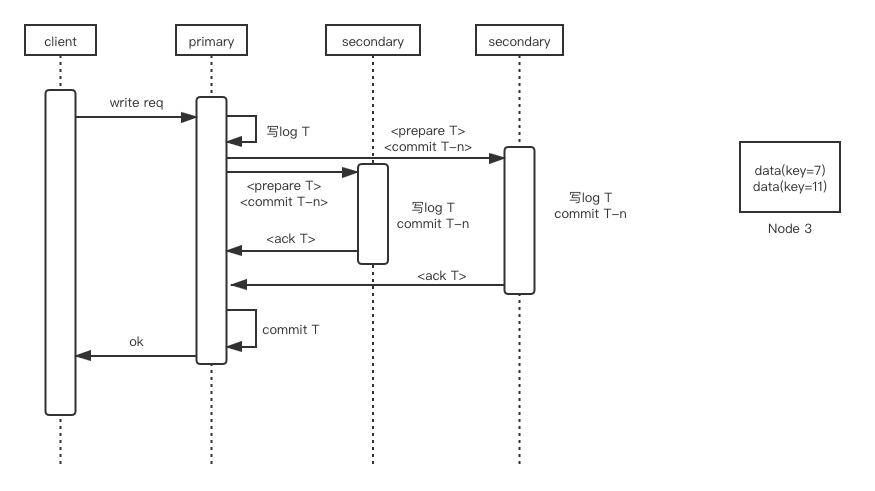 client
primary
secondary
secondary
write req
写log T
<prepare T>
<commit T-n>
<prepare T>
<commit T-n>
写log T
commit T-n
写log T
commit T-n
<ack T>
<ack T>
commit T
ok
data(key=7)
data(key=11)
Node 3